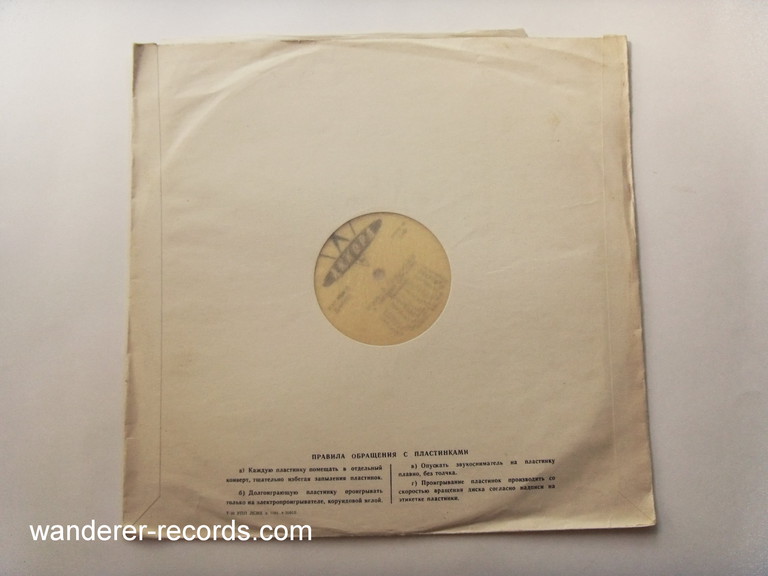 АККОРД
ПРАВИЛА ОБРАЩЕНИЯ С ПЛАСТИНКАМИ
а) Каждую пластинку помещать в отдельный
конверт, тщательно избегая запыления пластинок.
б) Долгоиграющую пластинку проигрывать
только на электропроигрывателе, корундовой иглой.
в) Опускать звукосниматель на пластинку
плавно, без толчка.
г) Проигрывание пластинок производить со
скоростью вращения диска согласно надписи на
этикетах пластинки.
wanderer-records.com